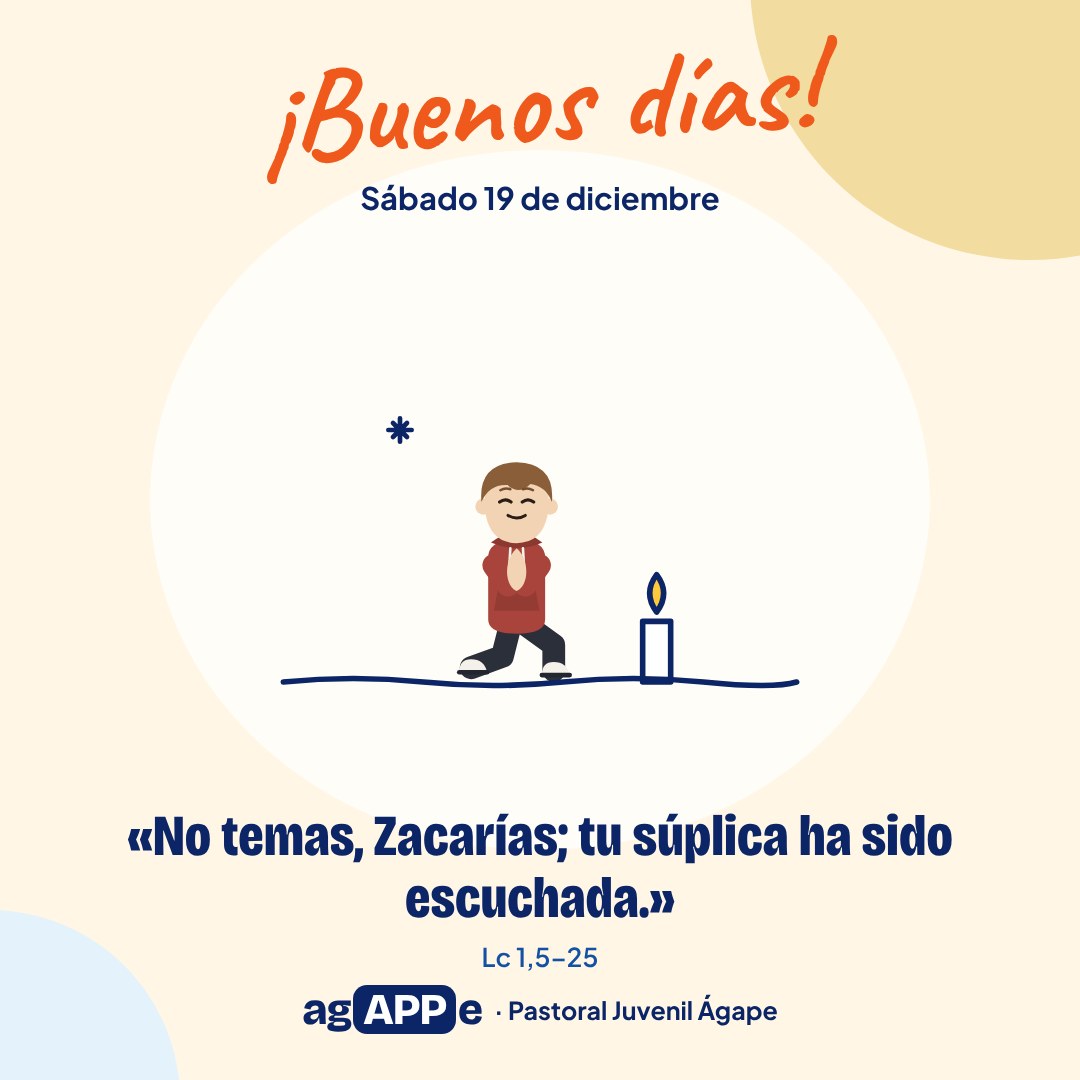 ¡Buenos días!
Sábado 19 de diciembre
«No temas, Zacarías; tu súplica ha sido
escuchada.»
Lc 1,5–25
agAPPe · Pastoral Juvenil Ágape